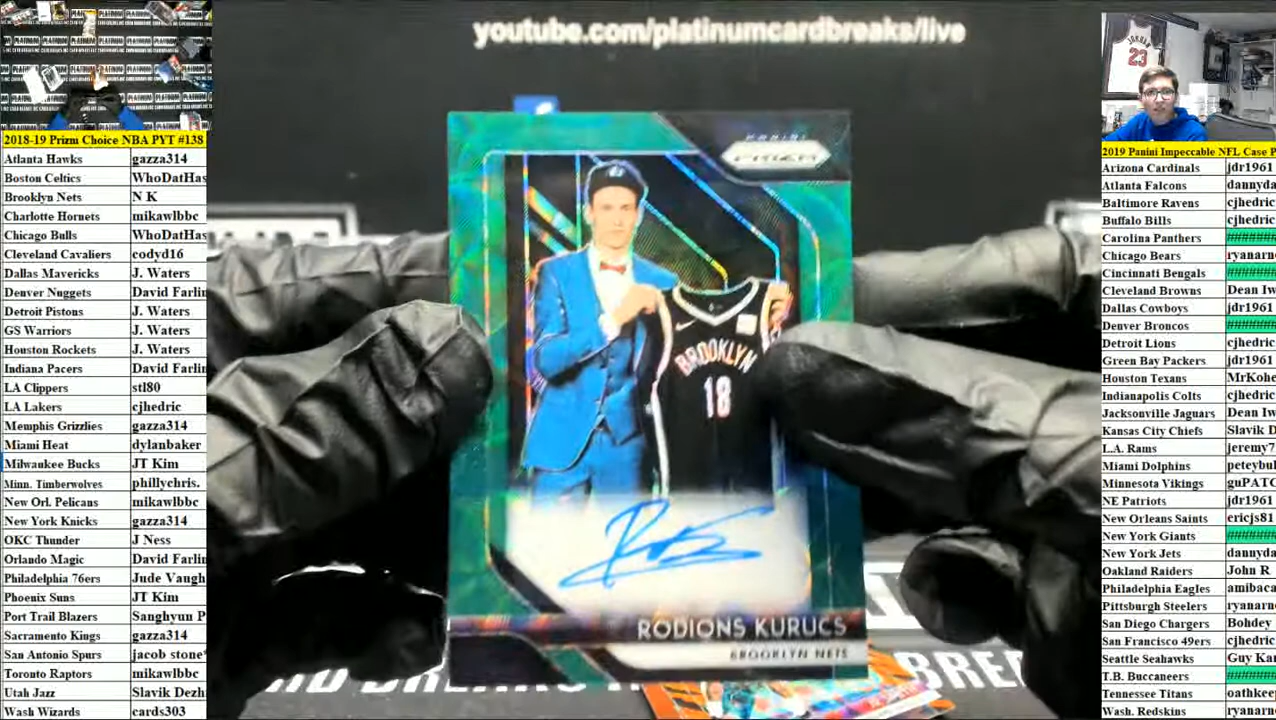 youtube.com/platinumcardbreaks/live
2018-19 Prizm Choice NBA PYT #138
Atlanta Hawks gazza314
Boston Celtics WhoDatHas
Brooklyn Nets N K
Charlotte Hornets mikawlbbc
Chicago Bulls WhoDatHas
Cleveland Cavaliers codyd16
Dallas Mavericks J. Waters
Denver Nuggets David Farlin
Detroit Pistons J. Waters
GS Warriors J. Waters
Houston Rockets J. Waters
Indiana Pacers David Farlin
LA Clippers stl80
LA Lakers cjhedric
Memphis Grizzlies gazza314
Miami Heat dylanbaker
Milwaukee Bucks JT Kim
Minn. Timberwolves phillychris.
New Orl. Pelicans mikawlbbc
New York Knicks gazza314
OKC Thunder J Ness
Orlando Magic David Farlin
Philadelphia 76ers Jude Vaugh
Phoenix Suns JT Kim
Port Trail Blazers Sanghyun P
Sacramento Kings gazza314
San Antonio Spurs jacob stone*
Toronto Raptors mikawlbbc
Utah Jazz Slavik Dezh
Wash Wizards cards303
PANINI
PRIZM
BROOKLYN
18
RODIONS KURUCS
BROOKLYN NETS
JORDAN
23
2019 Panini Impeccable NFL Case P
Arizona Cardinals jdr1961
Atlanta Falcons dannyda
Baltimore Ravens cjhedric
Buffalo Bills cjhedric
Carolina Panthers #######
Chicago Bears ryanarn
Cincinnati Bengals #######
Cleveland Browns Dean Iw
Dallas Cowboys jdr1961
Denver Broncos #######
Detroit Lions cjhedric
Green Bay Packers jdr1961
Houston Texans MrKohe
Indianapolis Colts cjhedric
Jacksonville Jaguars Dean Iw
Kansas City Chiefs Slavik D
L.A. Rams jeremy7
Miami Dolphins peteybul
Minnesota Vikings guPATC
NE Patriots jdr1961
New Orleans Saints ericjs81
New York Giants #######
New York Jets dannyda
Oakland Raiders John R
Philadelphia Eagles amibaca
Pittsburgh Steelers ryanarn
San Diego Chargers Bohdey
San Francisco 49ers cjhedric
Seattle Seahawks Guy Kar
T.B. Buccaneers #######
Tennessee Titans oathkee
Wash. Redskins ryanarn